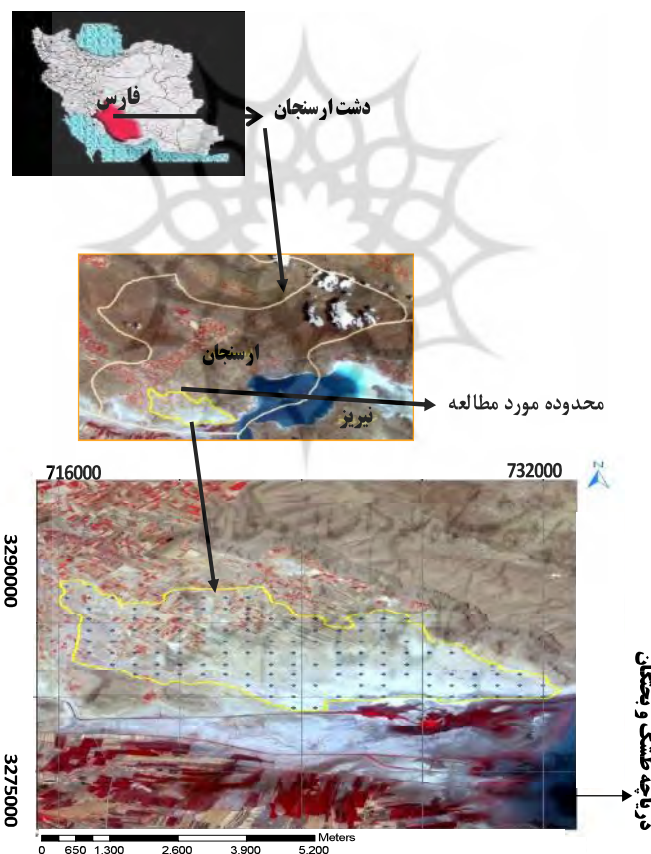 فارس
دشت ارسنجان
ارسنجان
نیریز
محدوده مورد مطالعه
716000
732000
N
3290000
3275000
دریاچه طشک و بختگان
Meters
0 650 1.300 2.600 3.900 5.200